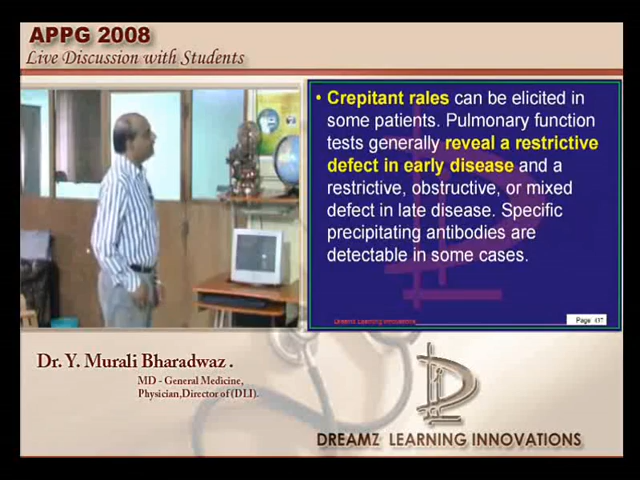 APPG 2008
Live Discussion with Students
• Crepitant rales can be elicited in
some patients. Pulmonary function
tests generally reveal a restrictive
defect in early disease and a
restrictive, obstructive, or mixed
defect in late disease. Specific
precipitating antibodies are
detectable in some cases.
Dreamz Learning Innovations
Page 437
Dr. Y. Murali Bharadwaz .
MD - General Medicine,
Physician,Director of (DLI).
DREAMZ LEARNING INNOVATIONS